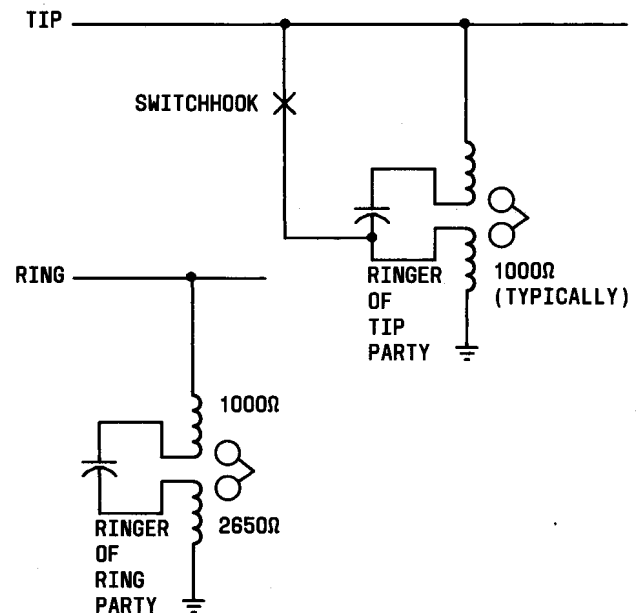 TIP
SWITCHHOOK
RINGER
OF
TIP
PARTY
1000Ω
(TYPICALLY)
RING
1000Ω
2650Ω
RINGER
OF
RING
PARTY